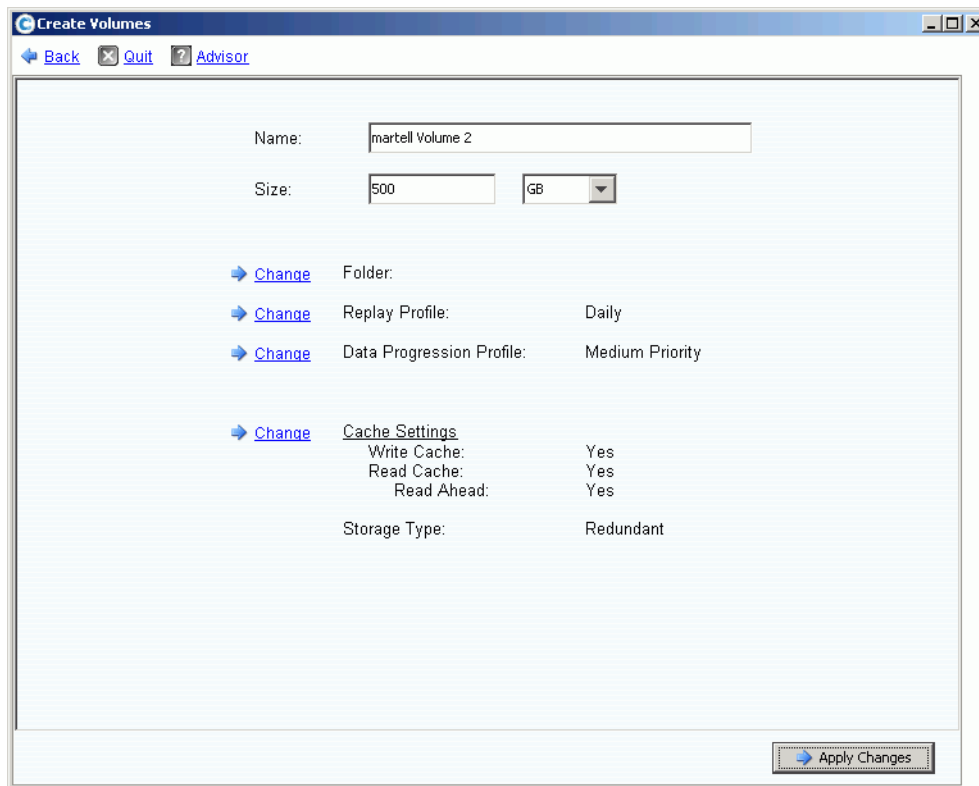 Create Volumes
Back Quit Advisor
Name: martell Volume 2
Size: 500 GB
Change Folder:
Change Replay Profile: Daily
Change Data Progression Profile: Medium Priority
Change Cache Settings
Write Cache: Yes
Read Cache: Yes
Read Ahead: Yes
Storage Type: Redundant
Apply Changes